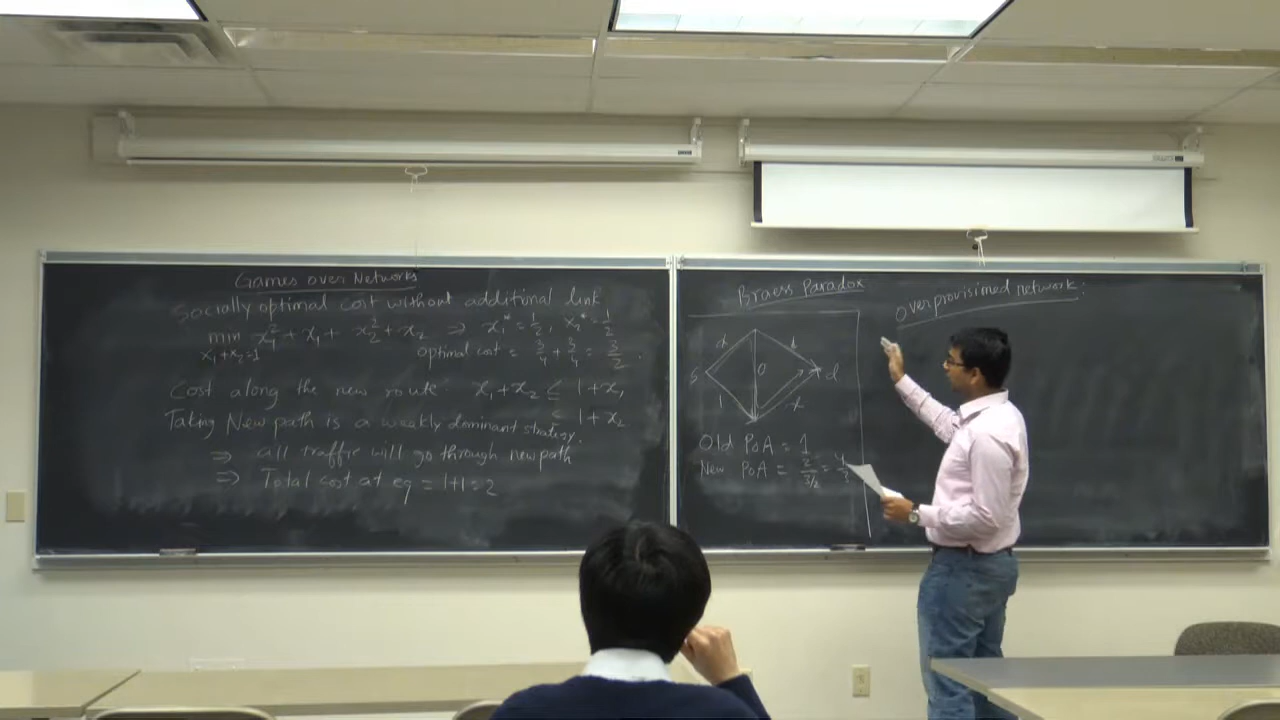 Games over Networks
Socially optimal cost without additional link
min x₁² + x₁ + x₂² + x₂ ⇒ x₁* = 1/2, x₂* = 1/2
x₁+x₂=1
optimal cost = 3/4 + 3/4 = 3/2.
Cost along the new route: x₁+x₂ ≤ 1+x₁
≤ 1+x₂
Taking New path is a weakly dominant strategy.
⇒ all traffic will go through new path
⇒ Total cost at eq = 1+1=2
Braess Paradox
x 1
s 0 d
1 x
Old PoA = 1
New PoA = 2/3/2 = 4/3
Overprovisimed network: